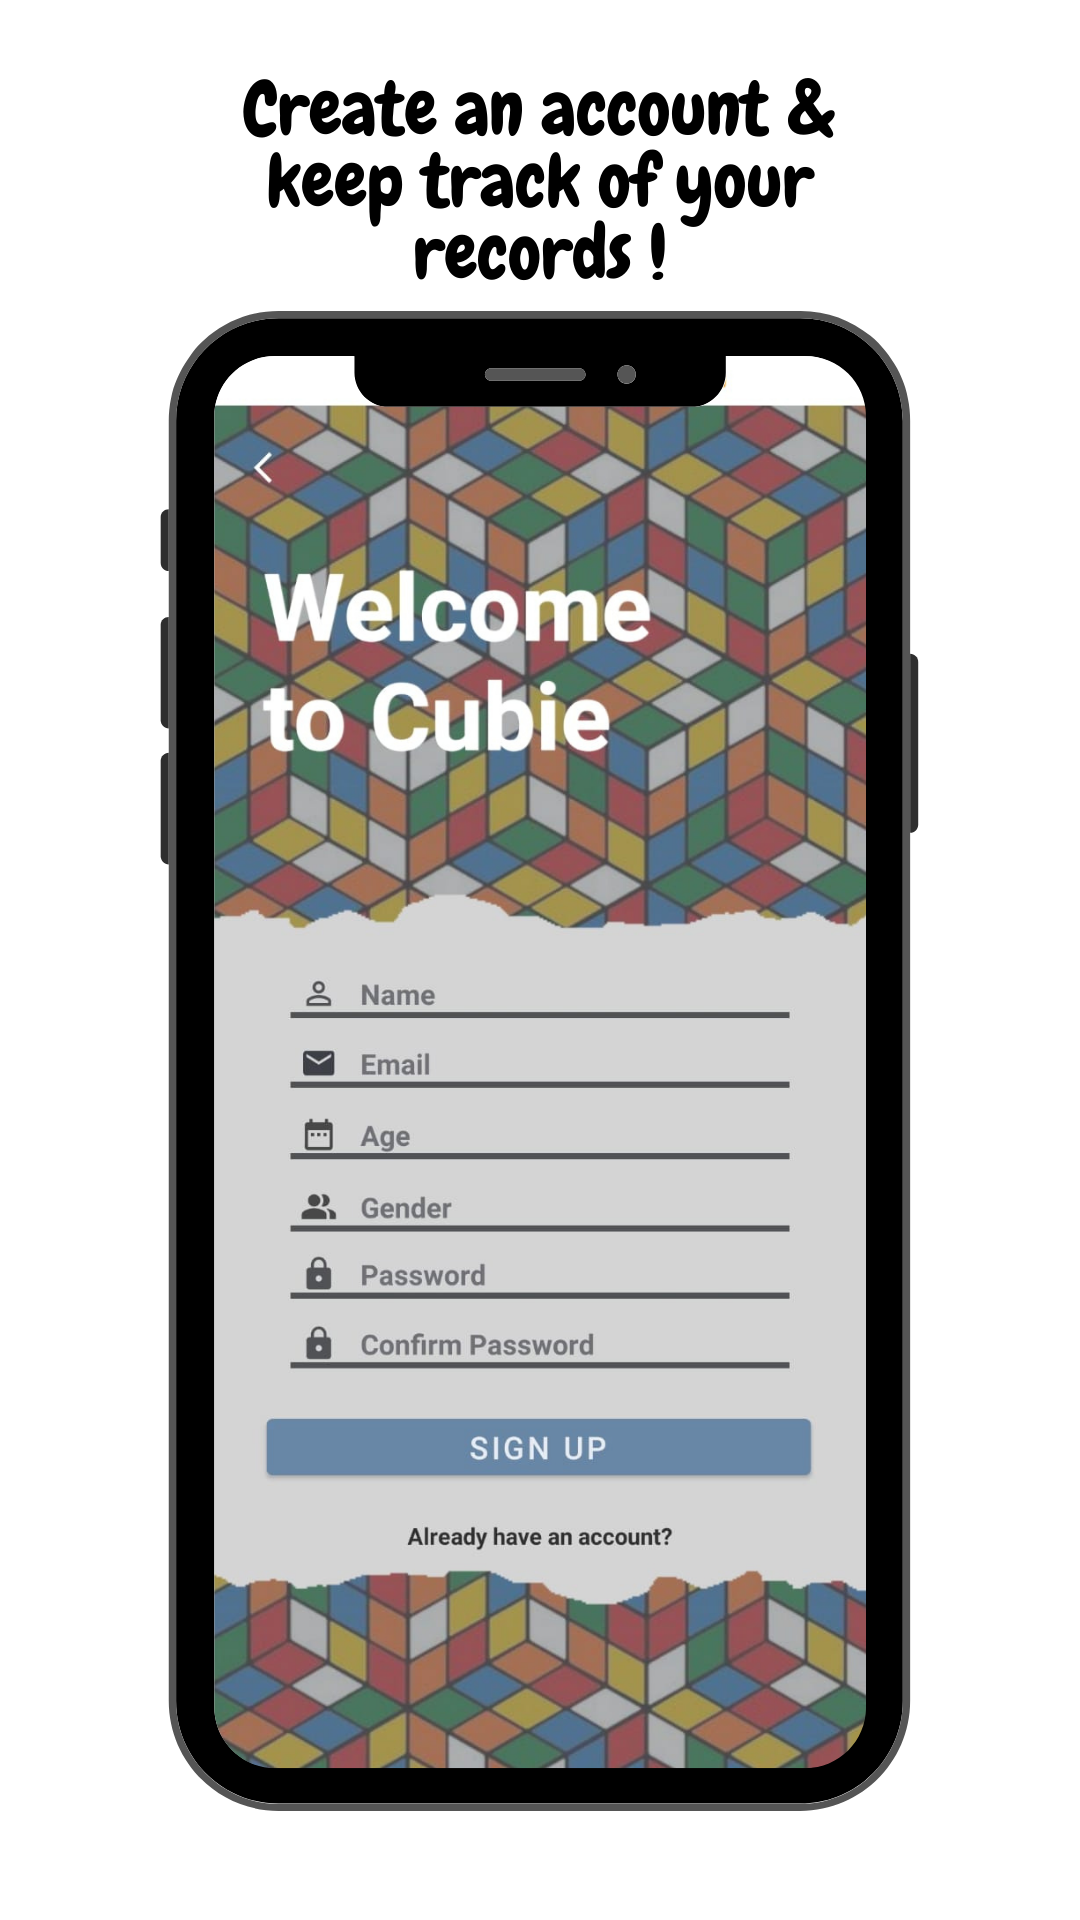 Create an account &
keep track of your
records !
Welcome
to Cubie
Name
Email
Age
Gender
Password
Confirm Password
SIGN UP
Already have an account?